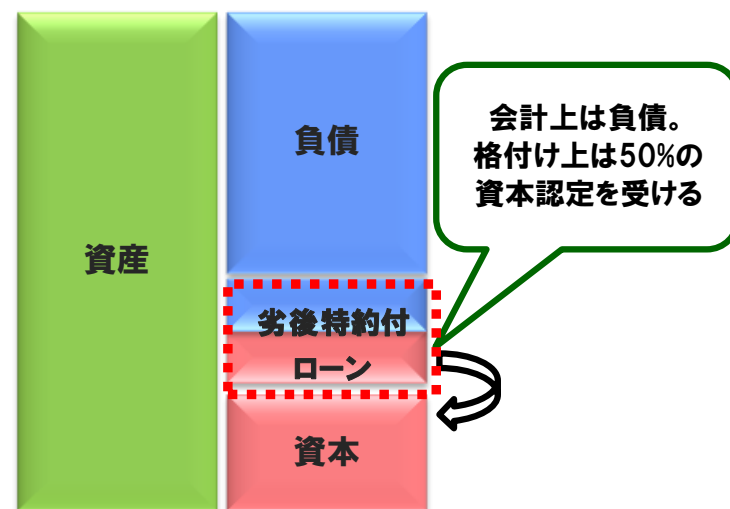 資産
負債
劣後特約付
ローン
資本
会計上は負債。
格付け上は50%の
資本認定を受ける